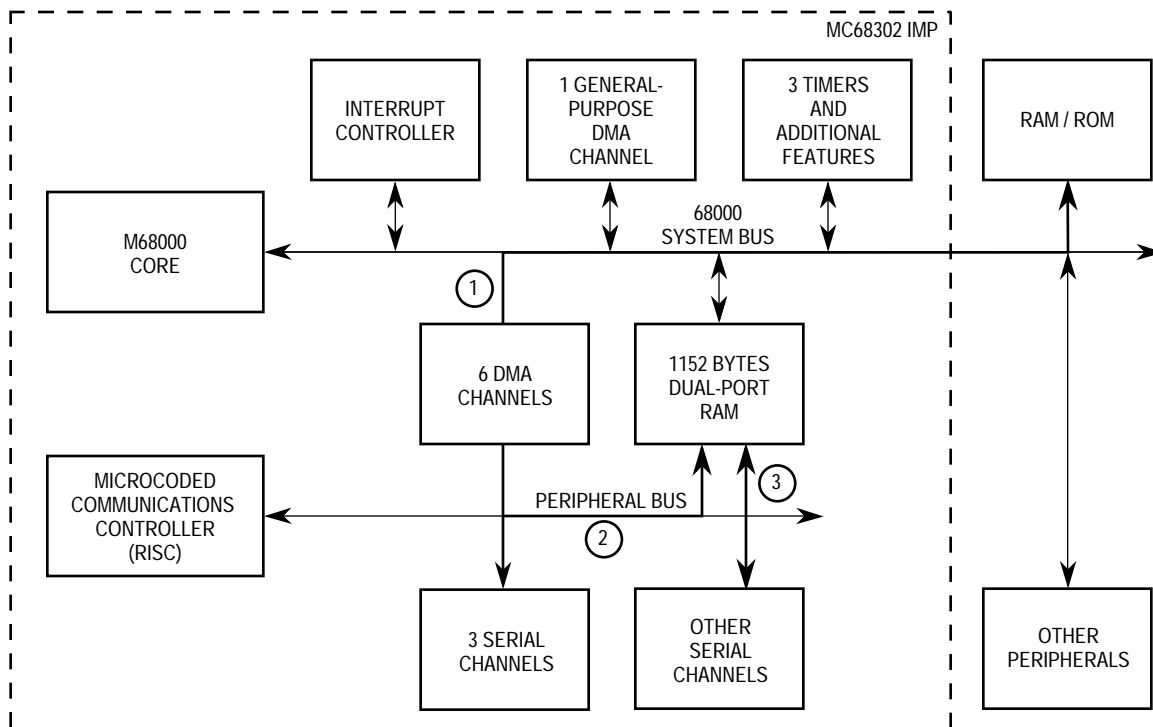 MC68302 IMP
INTERRUPT
CONTROLLER
1 GENERAL-
PURPOSE
DMA
CHANNEL
3 TIMERS
AND
ADDITIONAL
FEATURES
RAM / ROM
M68000
CORE
68000
SYSTEM BUS
1
6 DMA
CHANNELS
1152 BYTES
DUAL-PORT
RAM
MICROCODED
COMMUNICATIONS
CONTROLLER
(RISC)
PERIPHERAL BUS
2
3
3 SERIAL
CHANNELS
OTHER
SERIAL
CHANNELS
OTHER
PERIPHERALS